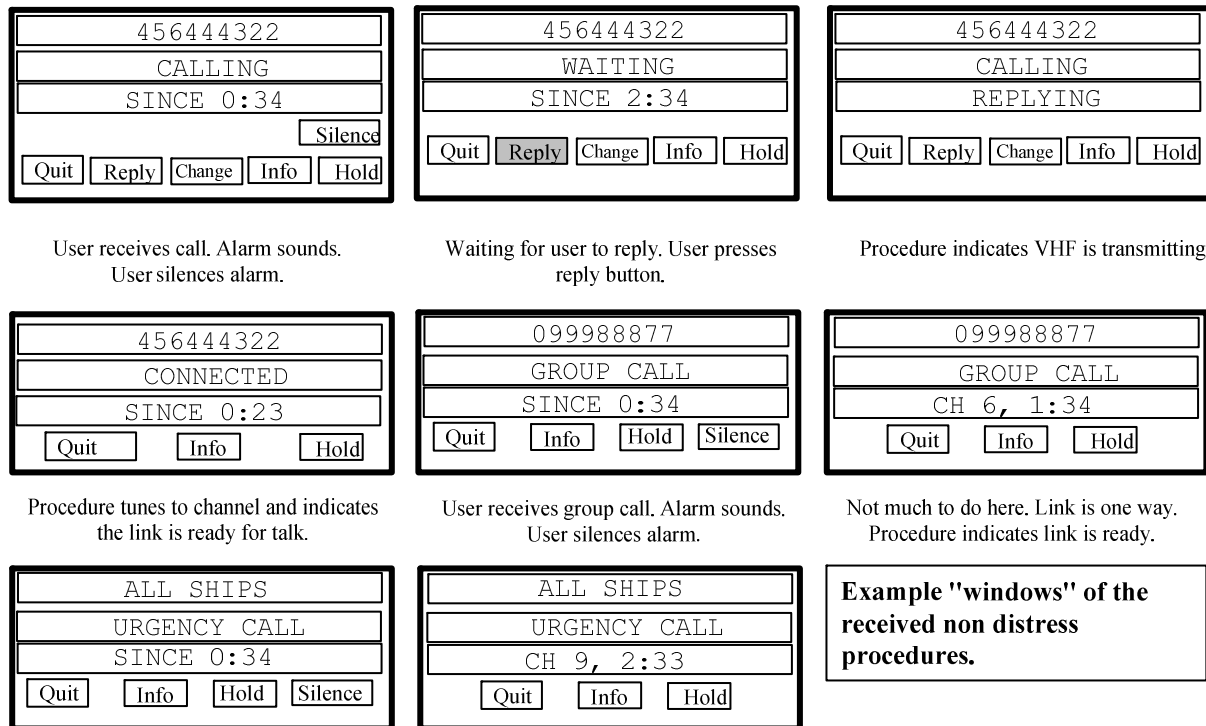 456444322
CALLING
SINCE 0:34
Silence
Quit Reply Change Info Hold
User receives call. Alarm sounds.
User silences alarm.
456444322
WAITING
SINCE 2:34
Quit Reply Change Info Hold
Waiting for user to reply. User presses
reply button.
456444322
CALLING
REPLYING
Quit Reply Change Info Hold
Procedure indicates VHF is transmitting
456444322
CONNECTED
SINCE 0:23
Quit Info Hold
Procedure tunes to channel and indicates
the link is ready for talk.
099988877
GROUP CALL
SINCE 0:34
Quit Info Hold Silence
User receives group call. Alarm sounds.
User silences alarm.
099988877
GROUP CALL
CH 6, 1:34
Quit Info Hold
Not much to do here. Link is one way.
Procedure indicates link is ready.
ALL SHIPS
URGENCY CALL
SINCE 0:34
Quit Info Hold Silence
ALL SHIPS
URGENCY CALL
CH 9, 2:33
Quit Info Hold
Example "windows" of the
received non distress
procedures.